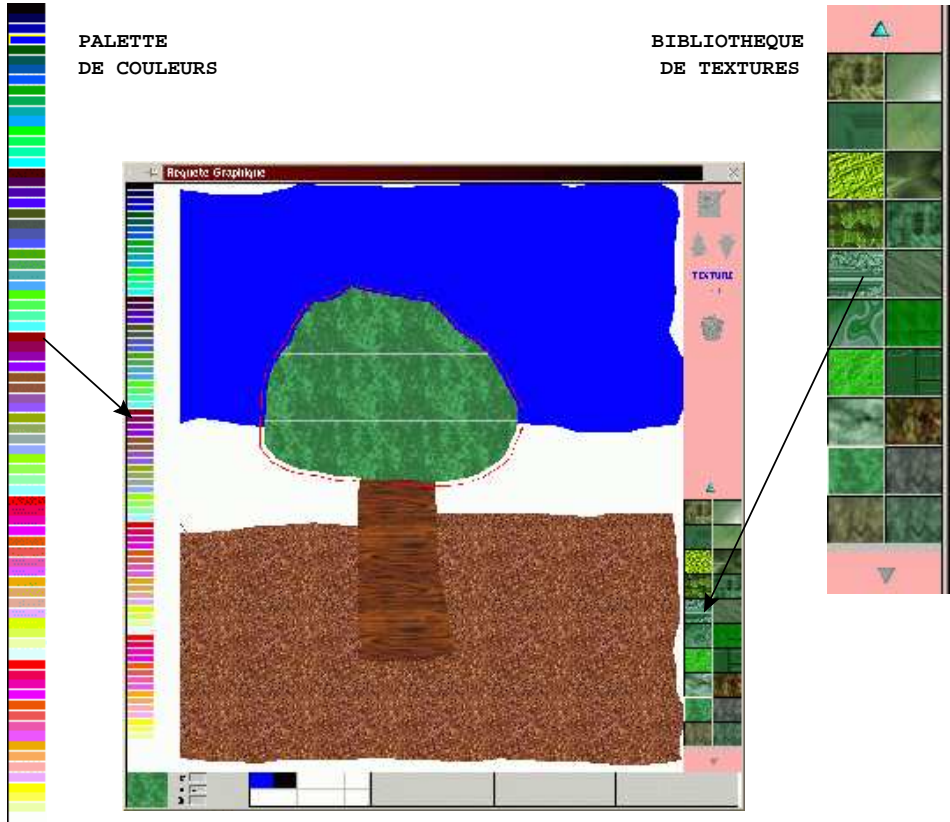 PALETTE
DE COULEURS
BIBLIOTHEQUE
DE TEXTURES
Requete Graphique
TEXTURE